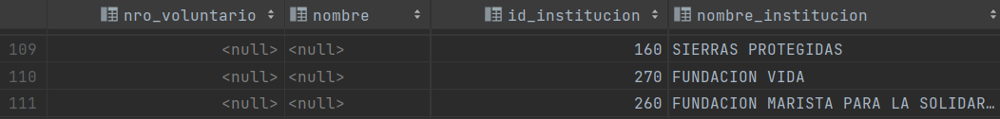 nro_voluntario nombre id_institucion nombre_institucion
109 <null> <null> 160 SIERRAS PROTEGIDAS
110 <null> <null> 270 FUNDACION VIDA
111 <null> <null> 260 FUNDACION MARISTA PARA LA SOLIDAR…